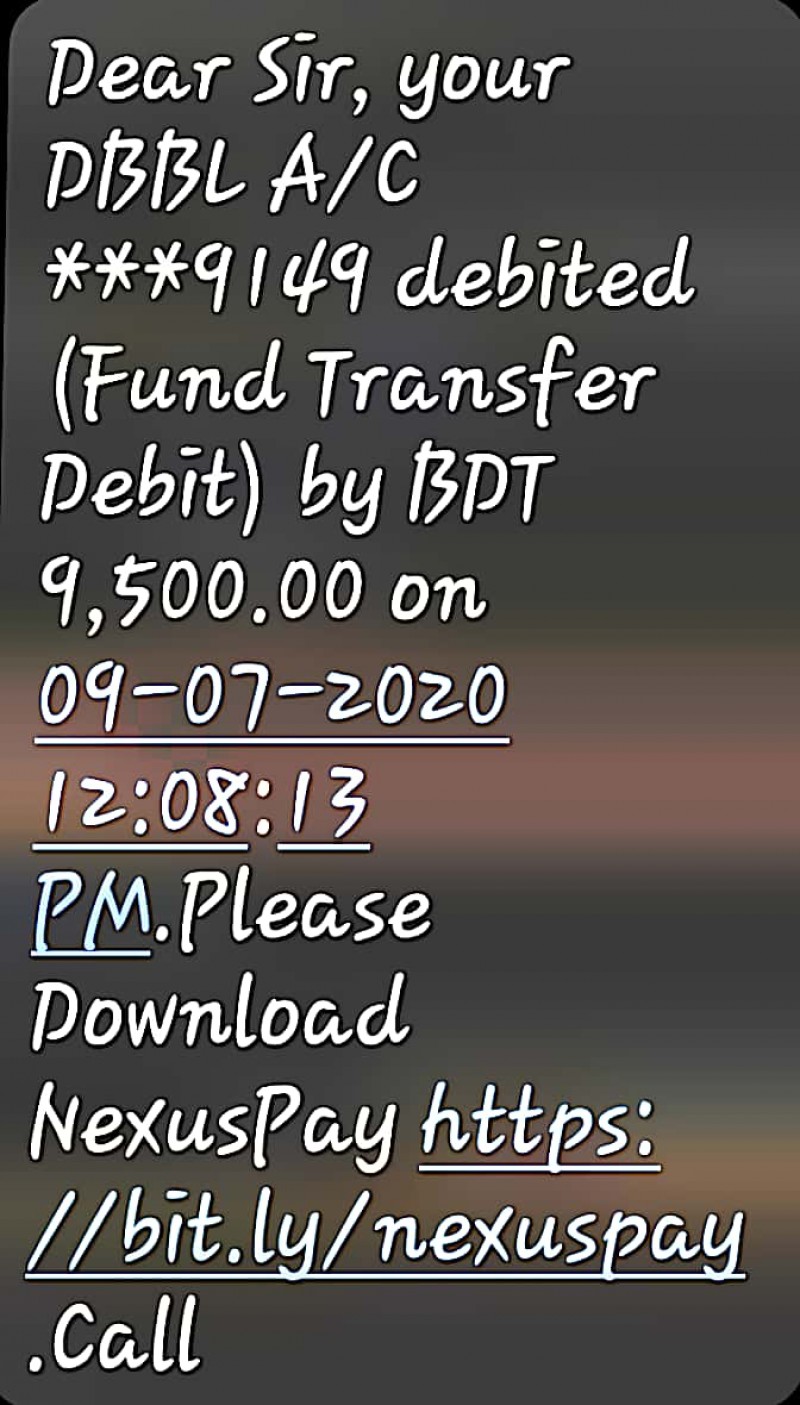 Dear Sir, your
DBBL A/C
***9149 debited
(Fund Transfer
Debit) by BDT
9,500.00 on
09-07-2020
12:08:13
PM.Please
Download
NexusPay https:
//bit.ly/nexuspay
.Call